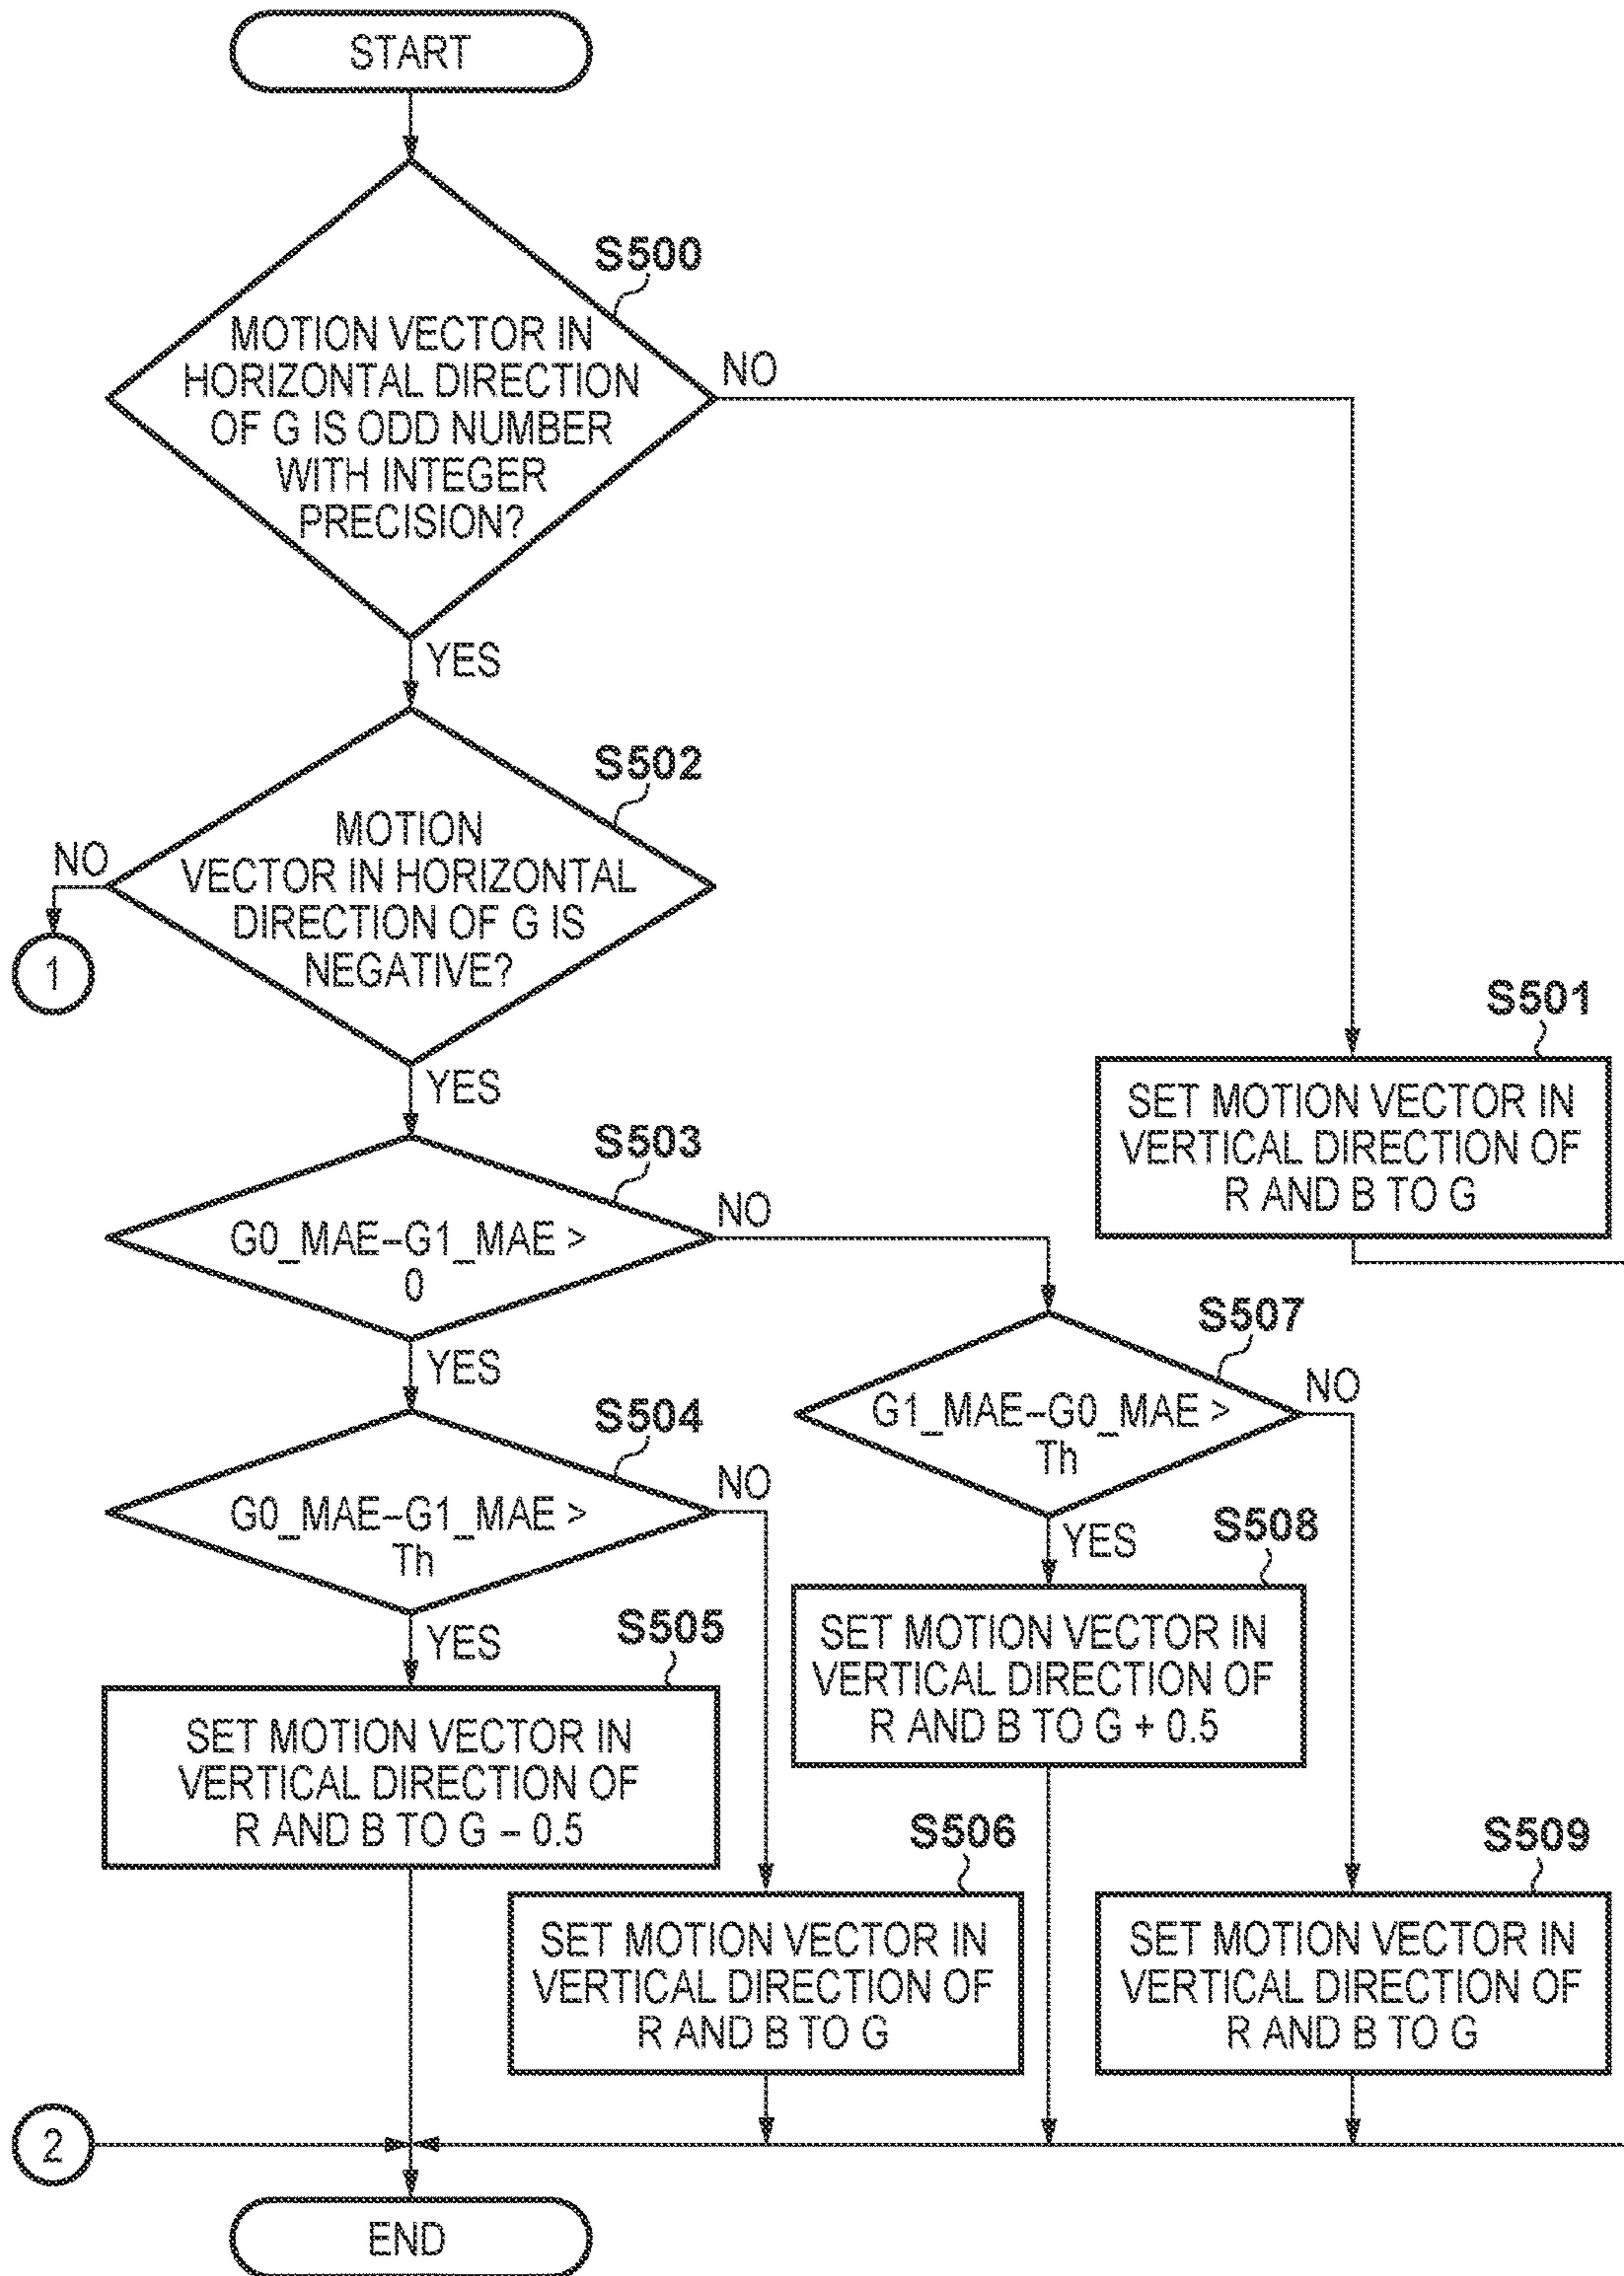 START
S500
MOTION VECTOR IN
HORIZONTAL DIRECTION
OF G IS ODD NUMBER
WITH INTEGER
PRECISION?
NO
YES
S502
MOTION
VECTOR IN HORIZONTAL
DIRECTION OF G IS
NEGATIVE?
NO
1
YES
S501
SET MOTION VECTOR IN
VERTICAL DIRECTION OF
R AND B TO G
S503
G0_MAE–G1_MAE >
0
NO
YES
S507
G1_MAE–G0_MAE >
Th
NO
YES
S504
G0_MAE–G1_MAE >
Th
NO
YES
S508
SET MOTION VECTOR IN
VERTICAL DIRECTION OF
R AND B TO G + 0.5
S505
SET MOTION VECTOR IN
VERTICAL DIRECTION OF
R AND B TO G – 0.5
S506
SET MOTION VECTOR IN
VERTICAL DIRECTION OF
R AND B TO G
S509
SET MOTION VECTOR IN
VERTICAL DIRECTION OF
R AND B TO G
2
END